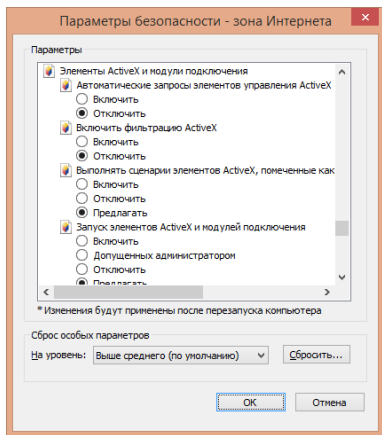 Параметры безопасности - зона Интернета
Параметры
Элементы ActiveX и модули подключения
Автоматические запросы элементов управления ActiveX
Включить
Отключить
Включить фильтрацию ActiveX
Включить
Отключить
Выполнять сценарии элементов ActiveX, помеченные как
Включить
Отключить
Предлагать
Запуск элементов ActiveX и модулей подключения
Включить
Допущенных администратором
Отключить
Предлагать
* Изменения будут применены после перезапуска компьютера
Сброс особых параметров
На уровень: Выше среднего (по умолчанию) Сбросить...
ОК Отмена